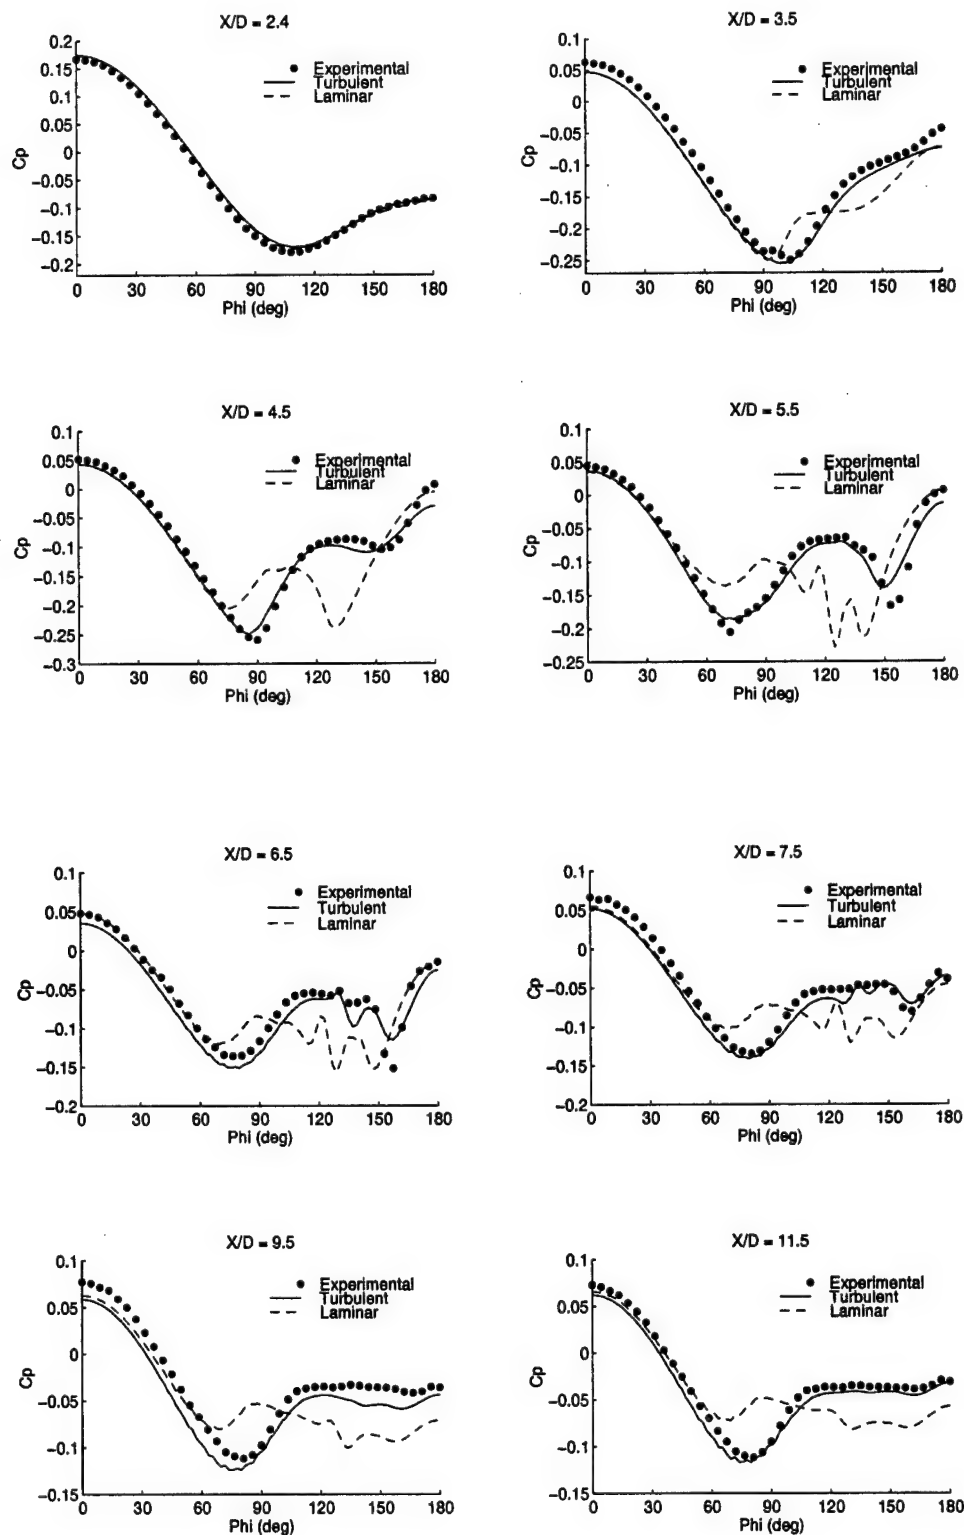 X/D = 2.4
0.2
0.15
0.1
0.05
0
−0.05
−0.1
−0.15
−0.2
Cp
Experimental
Turbulent
Laminar
0 30 60 90 120 150 180
Phi (deg)
X/D = 3.5
0.1
0.05
0
−0.05
−0.1
−0.15
−0.2
−0.25
Cp
Experimental
Turbulent
Laminar
0 30 60 90 120 150 180
Phi (deg)
X/D = 4.5
0.1
0.05
0
−0.05
−0.1
−0.15
−0.2
−0.25
−0.3
Cp
Experimental
Turbulent
Laminar
0 30 60 90 120 150 180
Phi (deg)
X/D = 5.5
0.1
0.05
0
−0.05
−0.1
−0.15
−0.2
−0.25
Cp
Experimental
Turbulent
Laminar
0 30 60 90 120 150 180
Phi (deg)
X/D = 6.5
0.1
0.05
0
−0.05
−0.1
−0.15
−0.2
Cp
Experimental
Turbulent
Laminar
0 30 60 90 120 150 180
Phi (deg)
X/D = 7.5
0.1
0.05
0
−0.05
−0.1
−0.15
−0.2
Cp
Experimental
Turbulent
Laminar
0 30 60 90 120 150 180
Phi (deg)
X/D = 9.5
0.1
0.05
0
−0.05
−0.1
−0.15
Cp
Experimental
Turbulent
Laminar
0 30 60 90 120 150 180
Phi (deg)
X/D = 11.5
0.1
0.05
0
−0.05
−0.1
−0.15
Cp
Experimental
Turbulent
Laminar
0 30 60 90 120 150 180
Phi (deg)